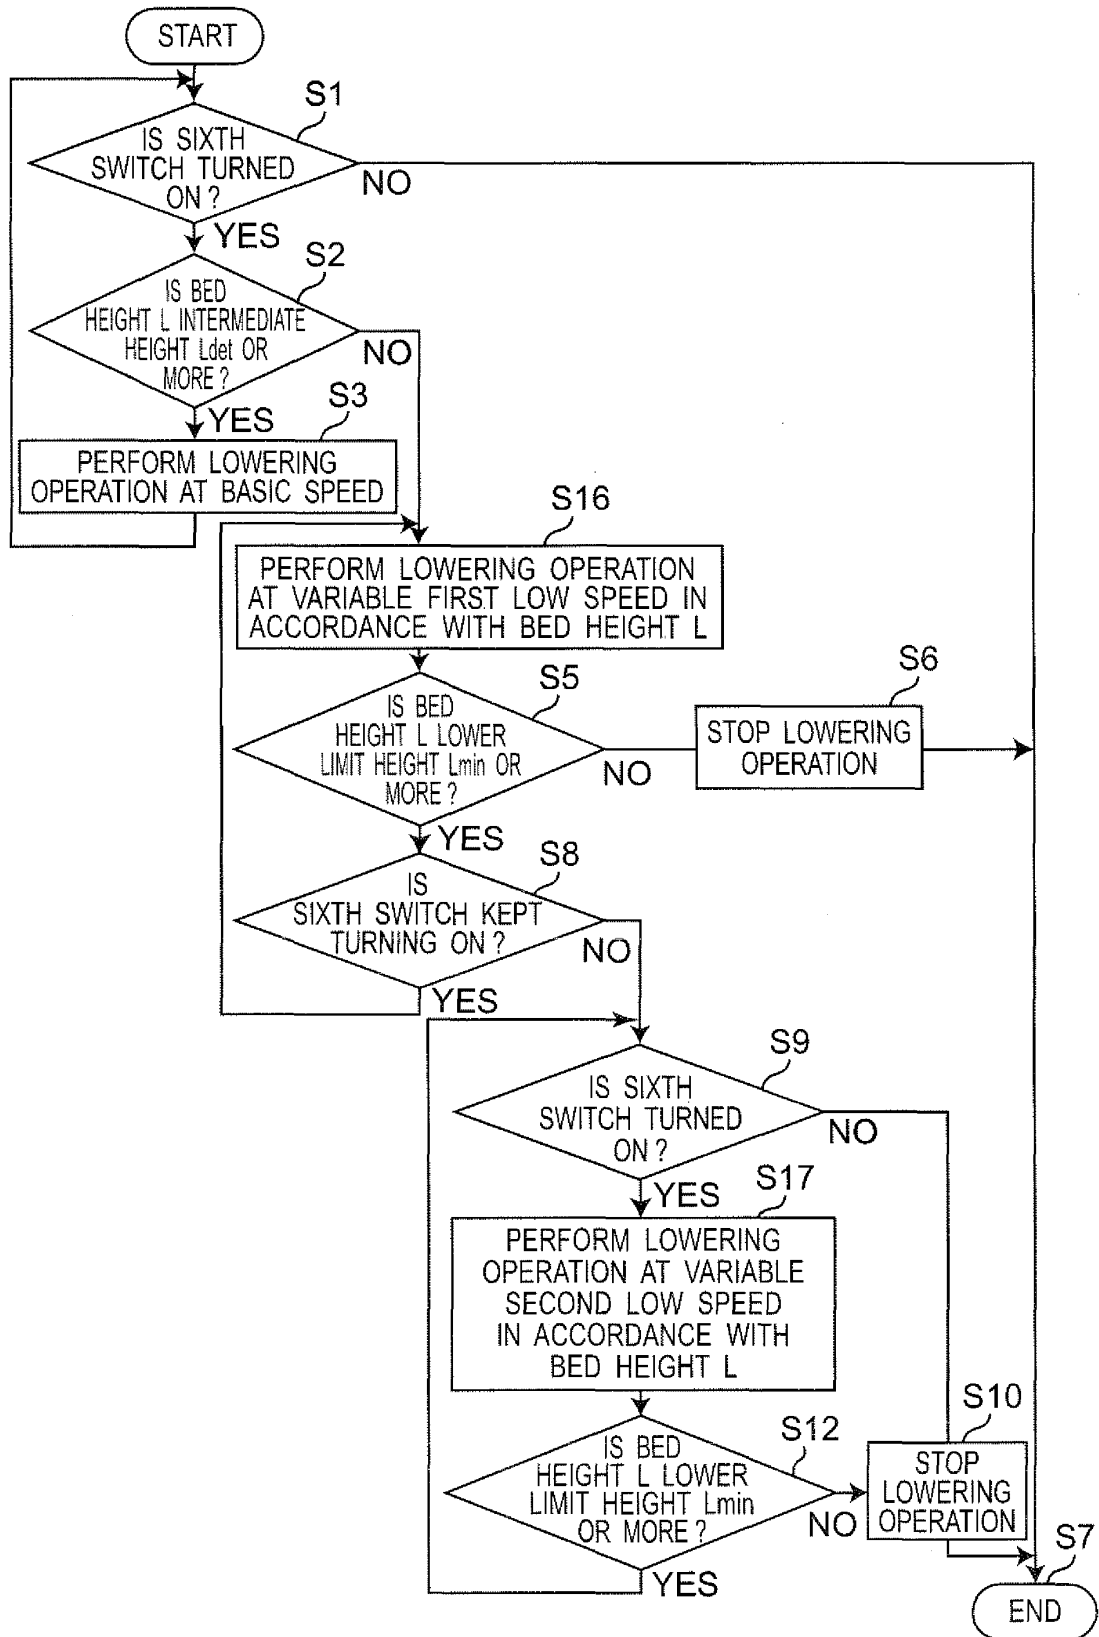 START
S1
IS SIXTH
SWITCH TURNED
ON?
NO
YES
S2
IS BED
HEIGHT L INTERMEDIATE
HEIGHT Ldet OR
MORE?
NO
YES
S3
PERFORM LOWERING
OPERATION AT BASIC SPEED
S16
PERFORM LOWERING OPERATION
AT VARIABLE FIRST LOW SPEED IN
ACCORDANCE WITH BED HEIGHT L
S5
IS BED
HEIGHT L LOWER
LIMIT HEIGHT Lmin OR
MORE?
NO
S6
STOP LOWERING
OPERATION
YES
S8
IS
SIXTH SWITCH KEPT
TURNING ON?
NO
YES
S9
IS SIXTH
SWITCH TURNED
ON?
NO
YES
S17
PERFORM LOWERING
OPERATION AT VARIABLE
SECOND LOW SPEED
IN ACCORDANCE WITH
BED HEIGHT L
S12
IS BED
HEIGHT L LOWER
LIMIT HEIGHT Lmin
OR MORE?
NO
YES
S10
STOP
LOWERING
OPERATION
S7
END